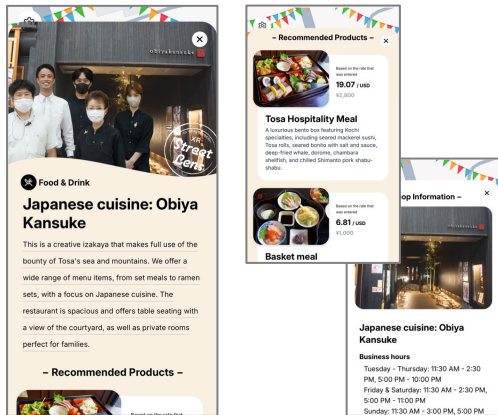 obiyakansuke
XR
Street
Gens
Food & Drink
Japanese cuisine: Obiya
Kansuke
This is a creative izakaya that makes full use of the
bounty of Tosa's sea and mountains. We offer a
wide range of menu items, from set meals to ramen
sets, with a focus on Japanese cuisine. The
restaurant is spacious and offers table seating with
a view of the courtyard, as well as private rooms
perfect for families.
– Recommended Products –
Based on the rate that
– Recommended Products –
Based on the rate that
was entered
19.07 / USD
¥2,800
Tosa Hospitality Meal
A luxurious bento box featuring Kochi
specialties, including seared mackerel sushi,
Tosa rolls, seared bonito with salt and sauce,
deep-fried whale, dorome, chambara
shellfish, and chilled Shimanto pork shabu-
shabu.
Based on the rate that
was entered
6.81 / USD
¥1,000
Basket meal
op Information –
Japanese cuisine: Obiya
Kansuke
Business hours
Tuesday - Thursday: 11:30 AM - 2:30
PM, 5:00 PM - 10:00 PM
Friday & Saturday: 11:30 AM - 2:30 PM,
5:00 PM - 11:00 PM
Sunday: 11:30 AM - 3:00 PM, 5:00 PM